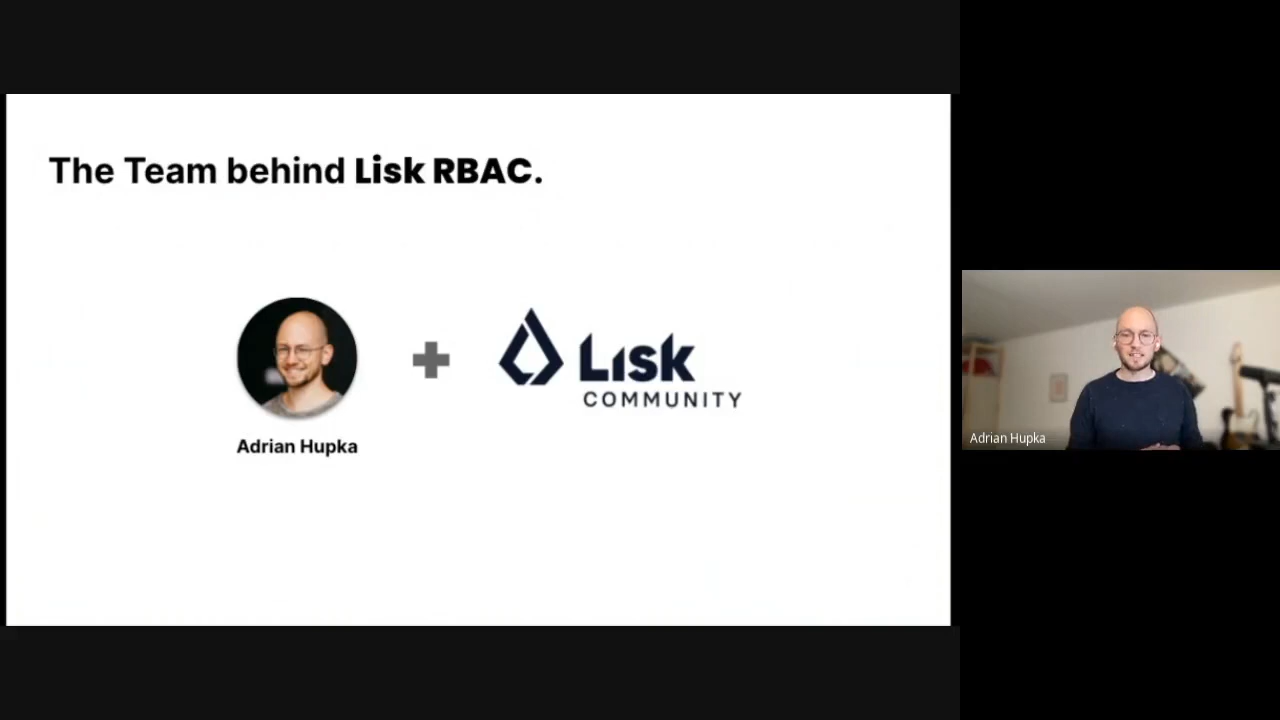 The Team behind Lisk RBAC.
Lisk
COMMUNITY
Adrian Hupka
Adrian Hupka